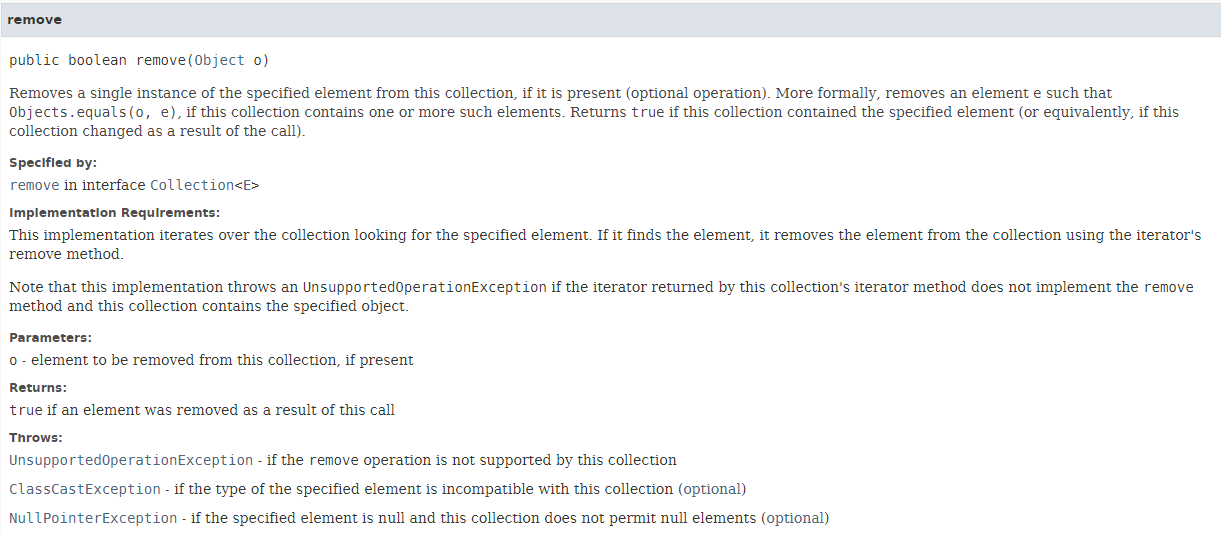 remove
public boolean remove(Object o)
Removes a single instance of the specified element from this collection, if it is present (optional operation). More formally, removes an element e such that
Objects.equals(o, e), if this collection contains one or more such elements. Returns true if this collection contained the specified element (or equivalently, if this
collection changed as a result of the call).
Specified by:
remove in interface Collection<E>
Implementation Requirements:
This implementation iterates over the collection looking for the specified element. If it finds the element, it removes the element from the collection using the iterator's
remove method.
Note that this implementation throws an UnsupportedOperationException if the iterator returned by this collection's iterator method does not implement the remove
method and this collection contains the specified object.
Parameters:
o - element to be removed from this collection, if present
Returns:
true if an element was removed as a result of this call
Throws:
UnsupportedOperationException - if the remove operation is not supported by this collection
ClassCastException - if the type of the specified element is incompatible with this collection (optional)
NullPointerException - if the specified element is null and this collection does not permit null elements (optional)